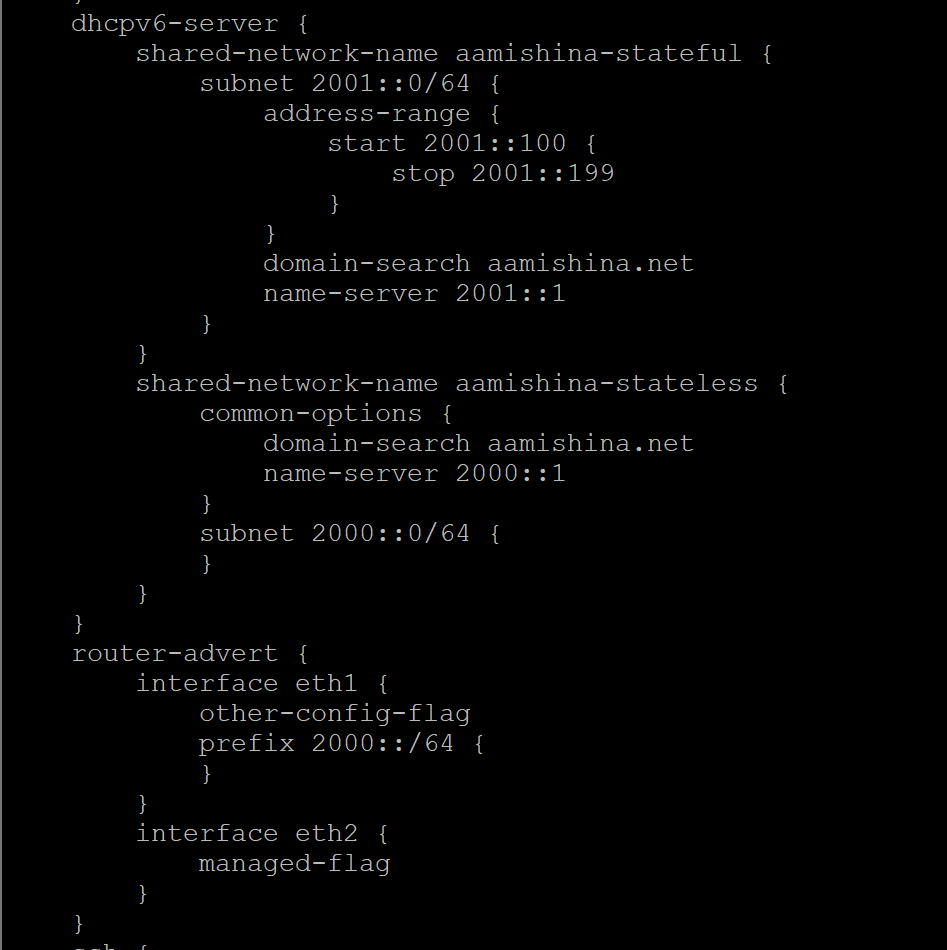 }
dhcpv6-server {
shared-network-name aamishina-stateful {
subnet 2001::0/64 {
address-range {
start 2001::100 {
stop 2001::199
}
}
domain-search aamishina.net
name-server 2001::1
}
}
shared-network-name aamishina-stateless {
common-options {
domain-search aamishina.net
name-server 2000::1
}
subnet 2000::0/64 {
}
}
}
router-advert {
interface eth1 {
other-config-flag
prefix 2000::/64 {
}
}
interface eth2 {
managed-flag
}
}
ssh {